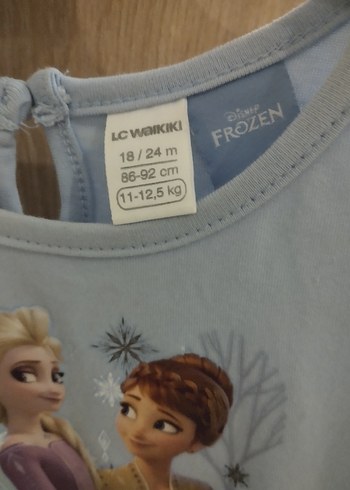 LC WAIKIKI
18 / 24 m
86-92 cm
11-12,5 kg
Disney
FROZEN